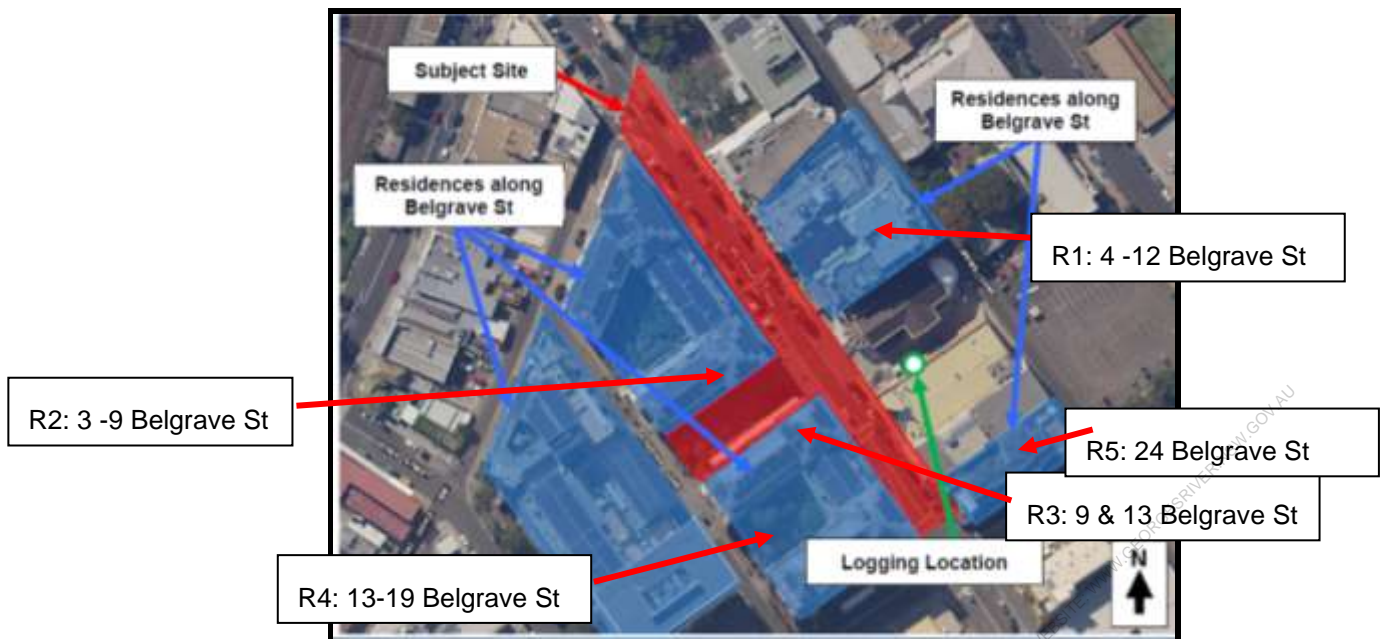 Subject Site
Residences along
Belgrave St
Residences along
Belgrave St
R1: 4 -12 Belgrave St
R2: 3 -9 Belgrave St
R5: 24 Belgrave St
R3: 9 & 13 Belgrave St
Logging Location
N
R4: 13-19 Belgrave St